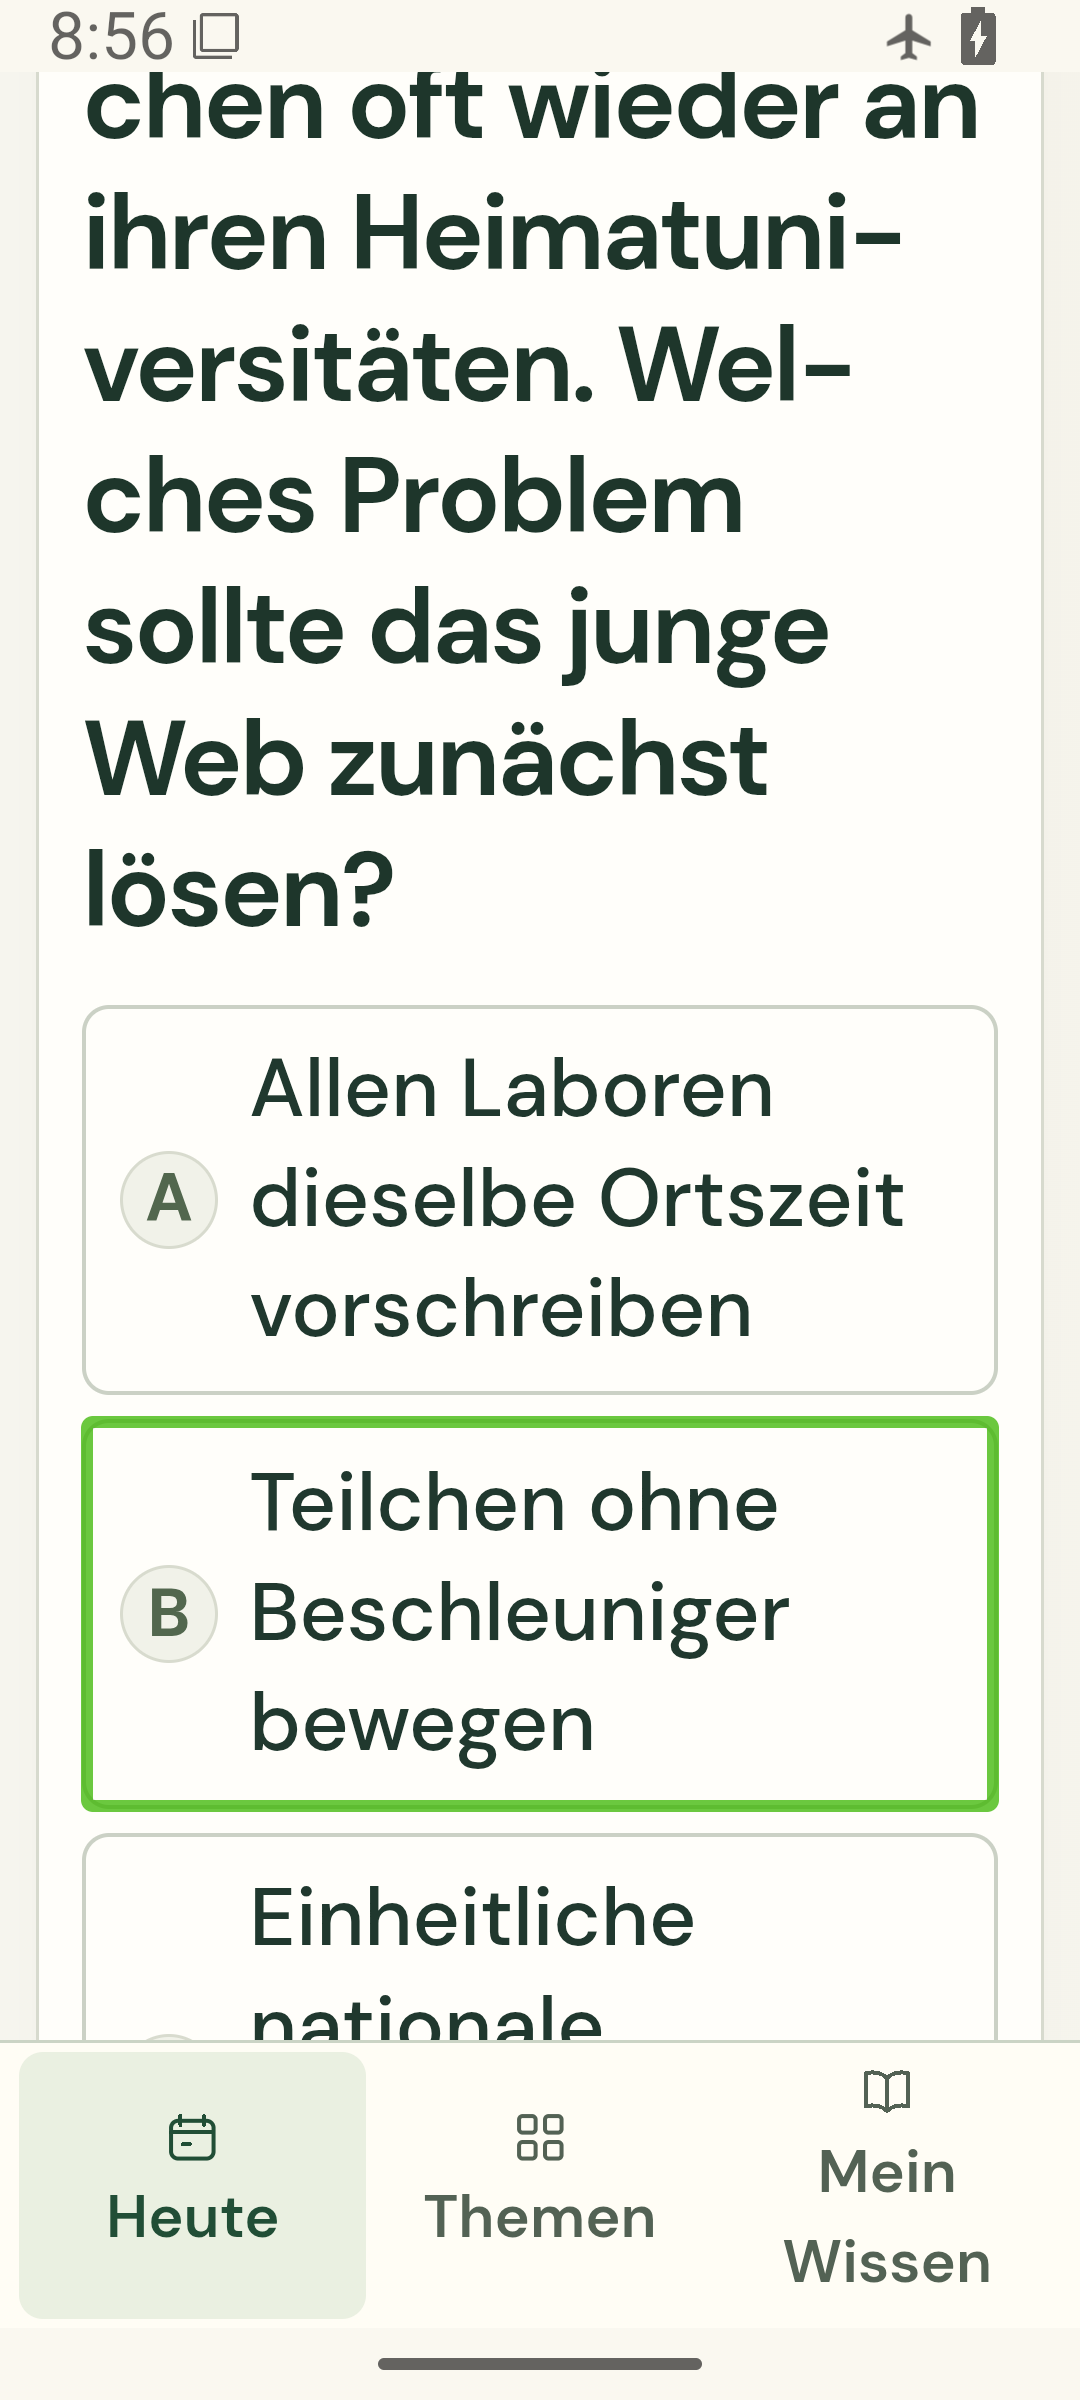 8:56
chen oft wieder an
ihren Heimatuni-
versitäten. Wel-
ches Problem
sollte das junge
Web zunächst
lösen?
Allen Laboren
A
dieselbe Ortszeit
vorschreiben
Teilchen ohne
B
Beschleuniger
bewegen
Einheitliche
nationale
Heute
Themen
Mein
Wissen